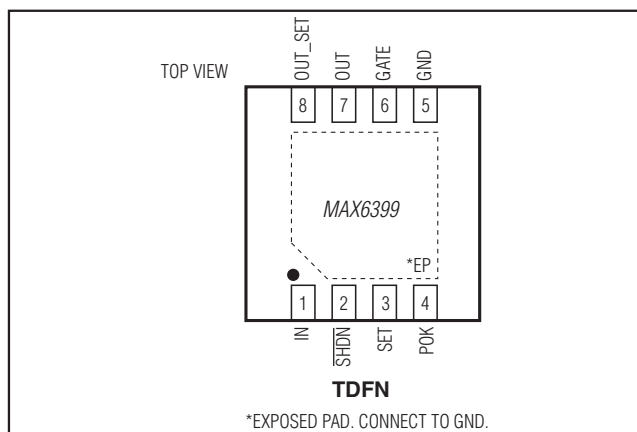 TOP VIEW
OUT_SET
OUT
GATE
GND
8
7
6
5
MAX6399
*EP
1
2
3
4
IN
SHDN
SET
POK
TDFN
*EXPOSED PAD. CONNECT TO GND.